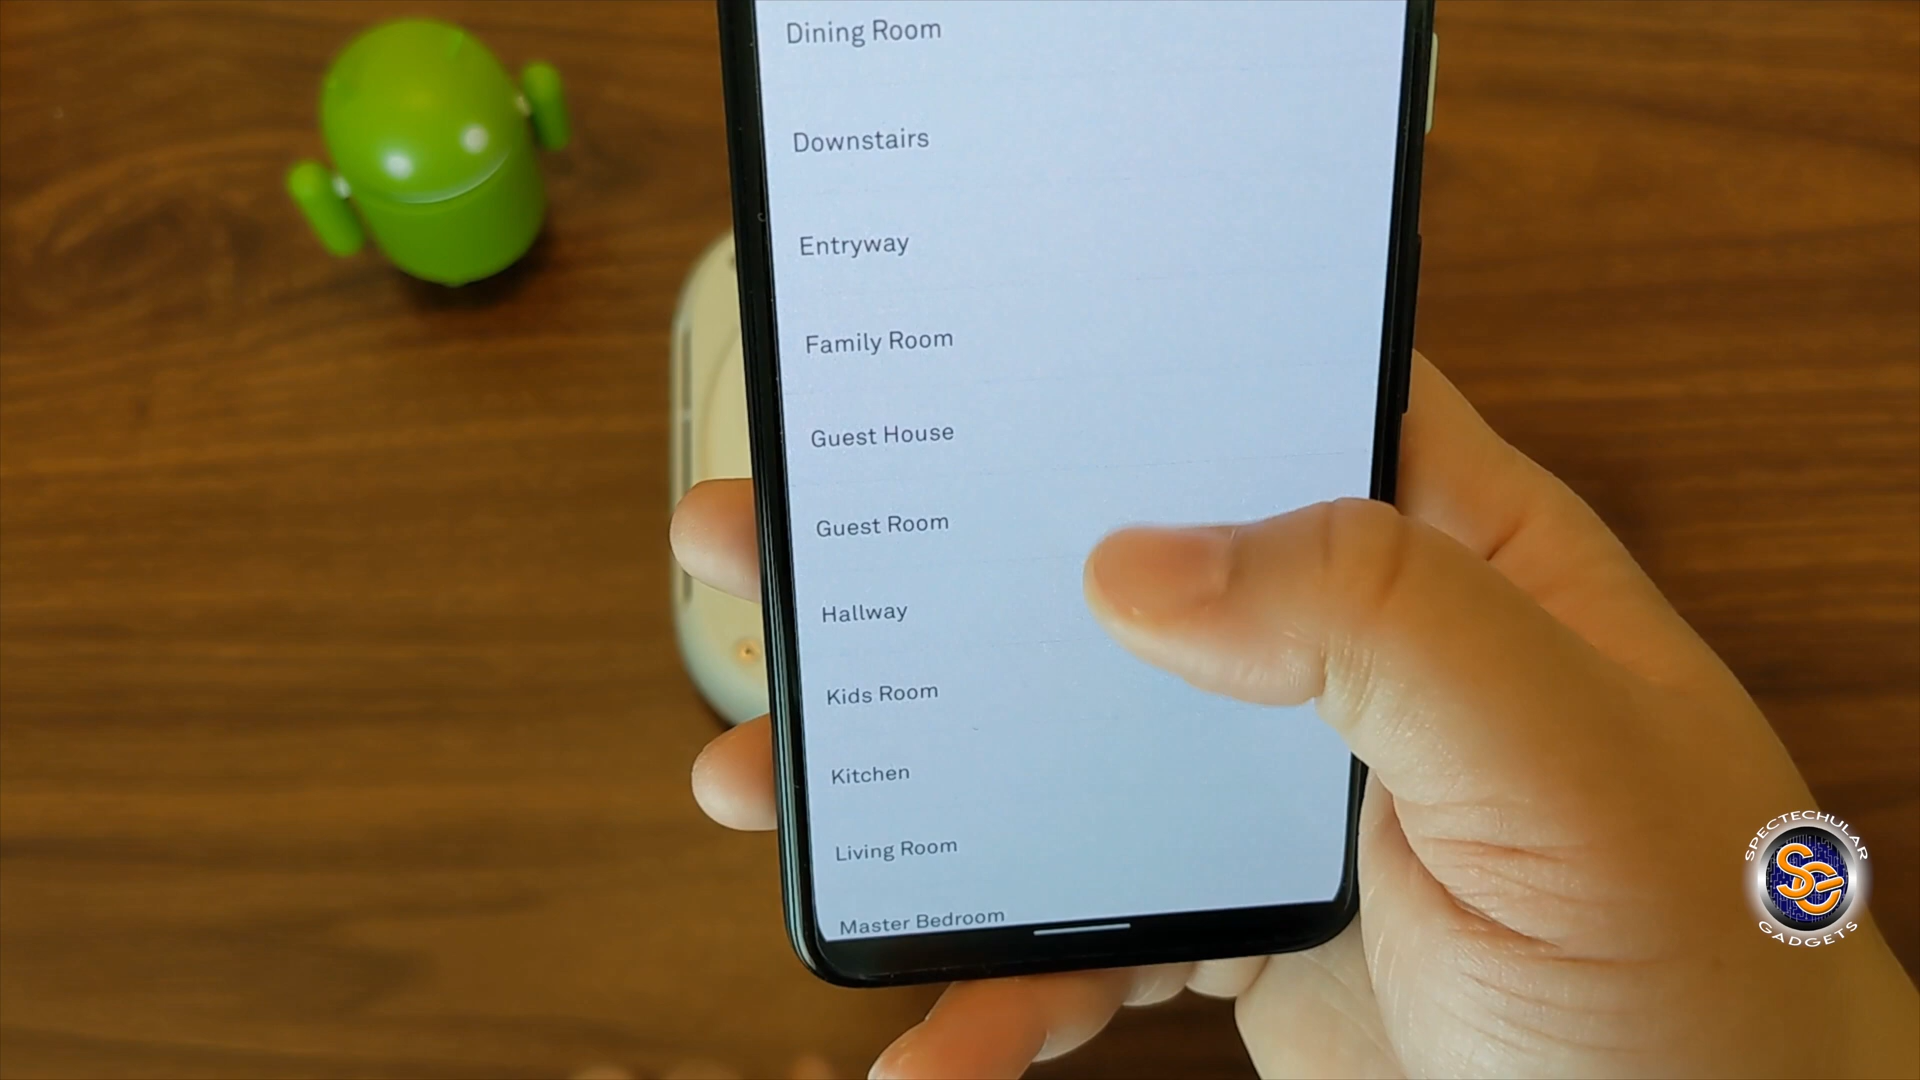 Dining Room
Downstairs
Entryway
Family Room
Guest House
Guest Room
Hallway
Kids Room
Kitchen
Living Room
Master Bedroom
SPECTECHULAR
SG
GADGETS